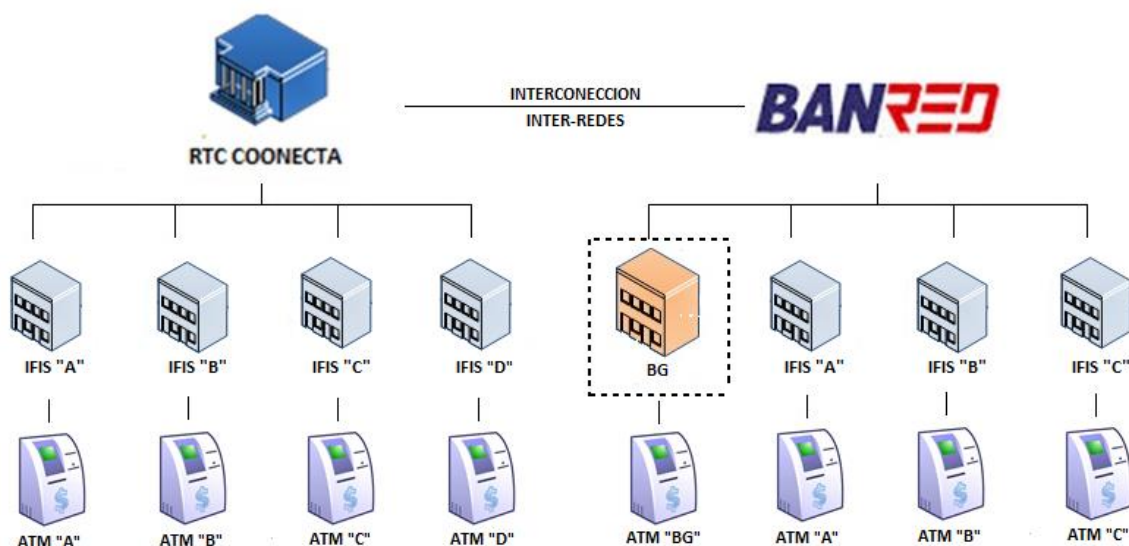 INTERCONECCION
INTER-REDES
BANRED
RTC COONECTA
IFIS "A"
IFIS "B"
IFIS "C"
IFIS "D"
BG
IFIS "A"
IFIS "B"
IFIS "C"
ATM "A"
ATM "B"
ATM "C"
ATM "D"
ATM "BG"
ATM "A"
ATM "B"
ATM "C"